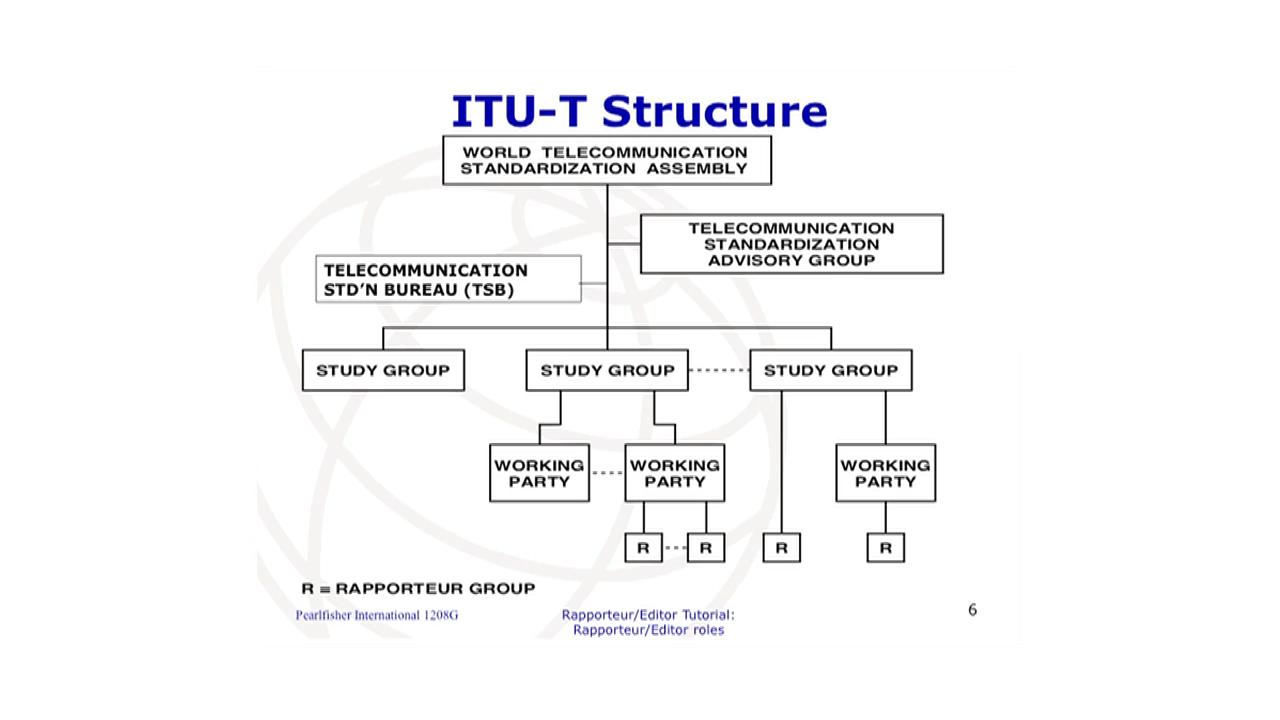 ITU-T Structure
WORLD TELECOMMUNICATION
STANDARDIZATION ASSEMBLY
TELECOMMUNICATION
STANDARDIZATION
ADVISORY GROUP
TELECOMMUNICATION
STD'N BUREAU (TSB)
STUDY GROUP
STUDY GROUP
STUDY GROUP
WORKING
PARTY
WORKING
PARTY
WORKING
PARTY
R
R
R
R
R ≡ RAPPORTEUR GROUP
Pearlfisher International 1208G
Rapporteur/Editor Tutorial:
Rapporteur/Editor roles
6